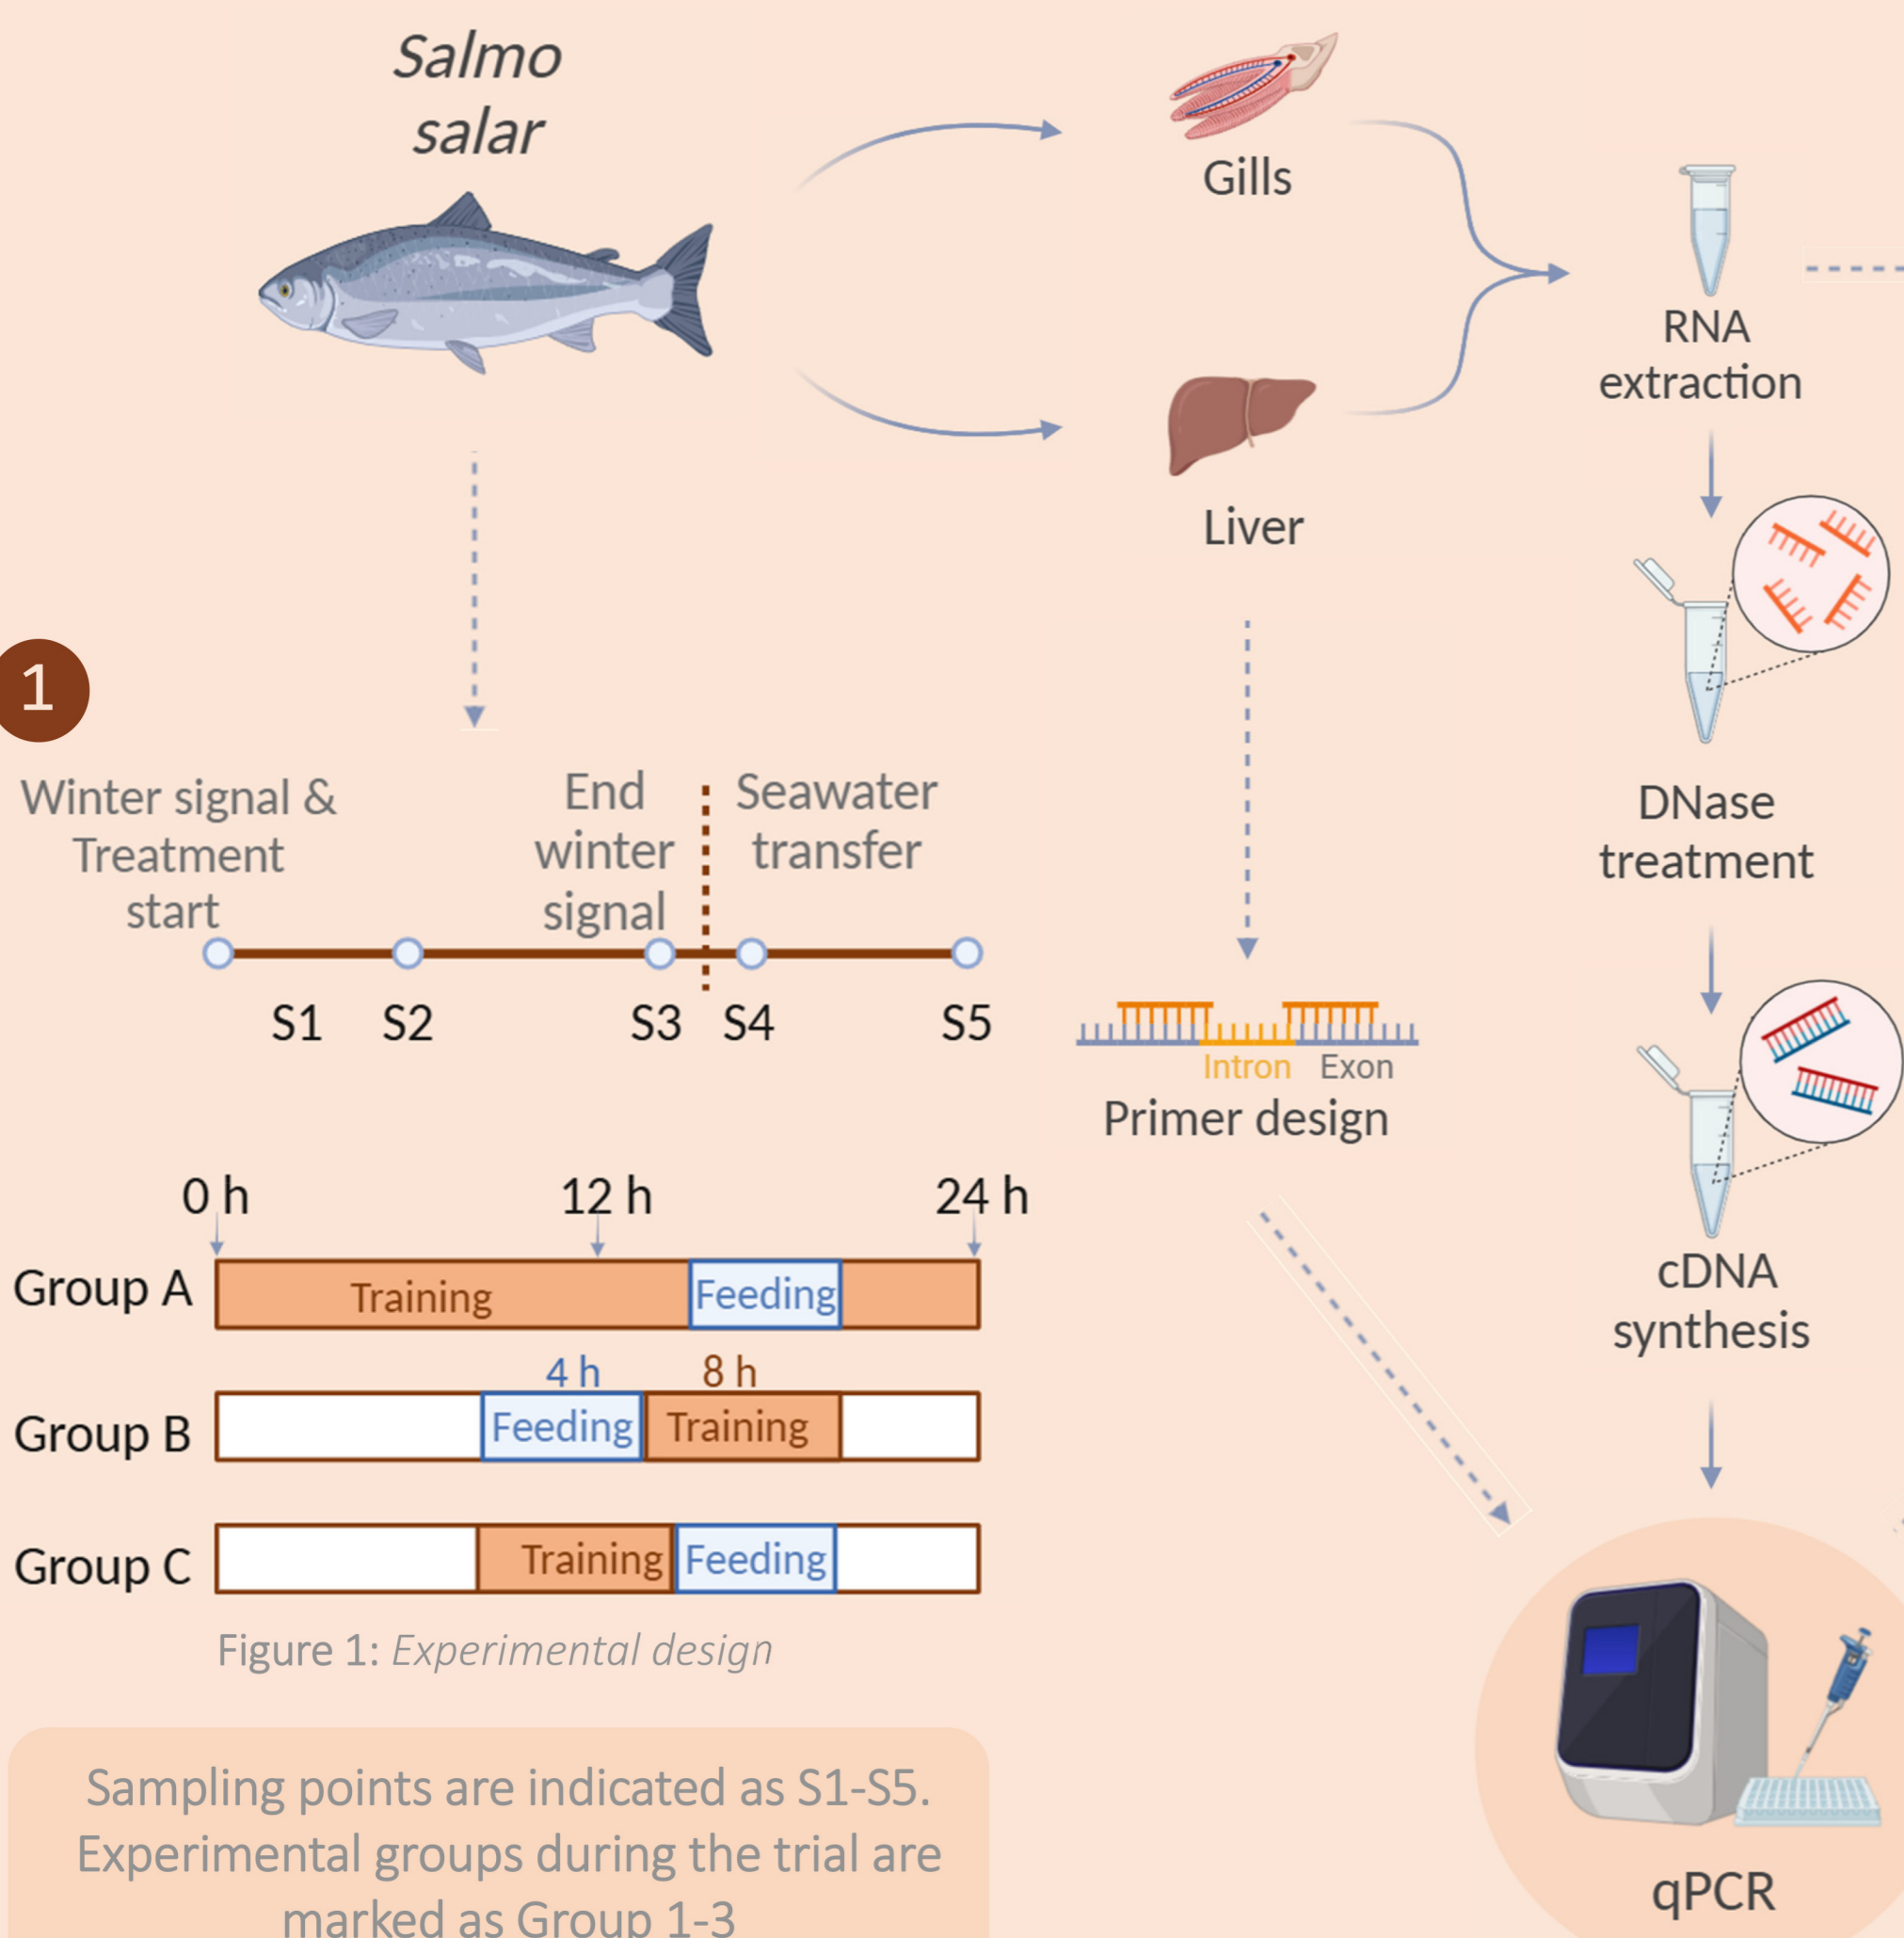 Salmo
salar
Gills
Liver
RNA
extraction
DNase
treatment
cDNA
synthesis
qPCR
Intron Exon
Primer design
1
Winter signal &
Treatment
start
End
winter
signal
Seawater
transfer
S1 S2 S3 S4 S5
0 h 12 h 24 h
Group A Training Feeding
4 h 8 h
Group B Feeding Training
Group C Training Feeding
Figure 1: Experimental design
Sampling points are indicated as S1-S5.
Experimental groups during the trial are
marked as Group 1-3